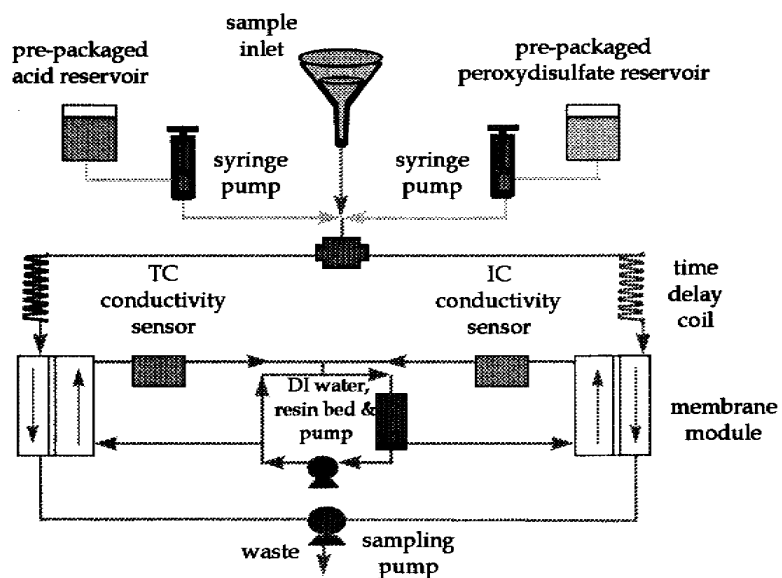 sample
inlet
pre-packaged
acid reservoir
pre-packaged
peroxydisulfate reservoir
syringe
pump
syringe
pump
TC
conductivity
sensor
IC
conductivity
sensor
time
delay
coil
DI water,
resin bed &
pump
membrane
module
waste
sampling
pump